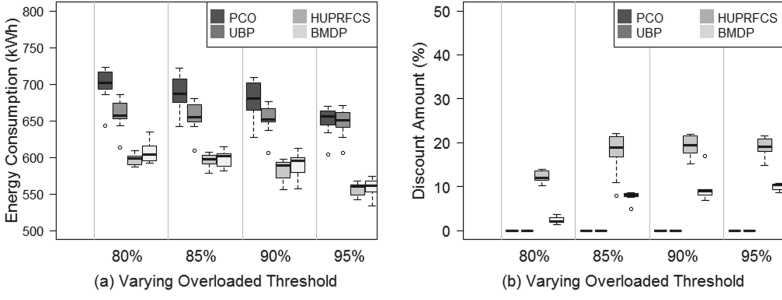 PCO HUPRFCS
UBP BMDP
Energy Consumption (kWh)
800
750
700
650
600
550
500
80% 85% 90% 95%
(a) Varying Overloaded Threshold
PCO HUPRFCS
UBP BMDP
Discount Amount (%)
50
40
30
20
10
0
80% 85% 90% 95%
(b) Varying Overloaded Threshold